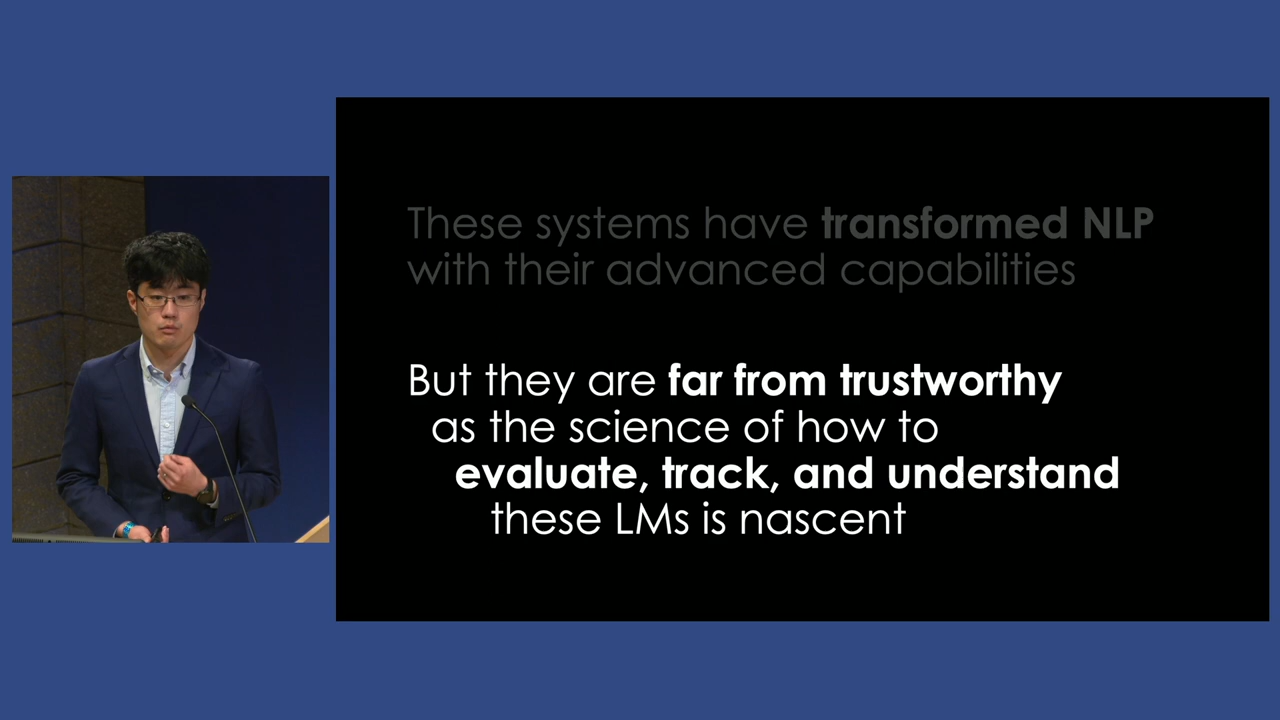 These systems have transformed NLP
with their advanced capabilities
But they are far from trustworthy
as the science of how to
evaluate, track, and understand
these LMs is nascent